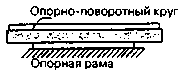 Опорно-поворотный круг
Опорная рама